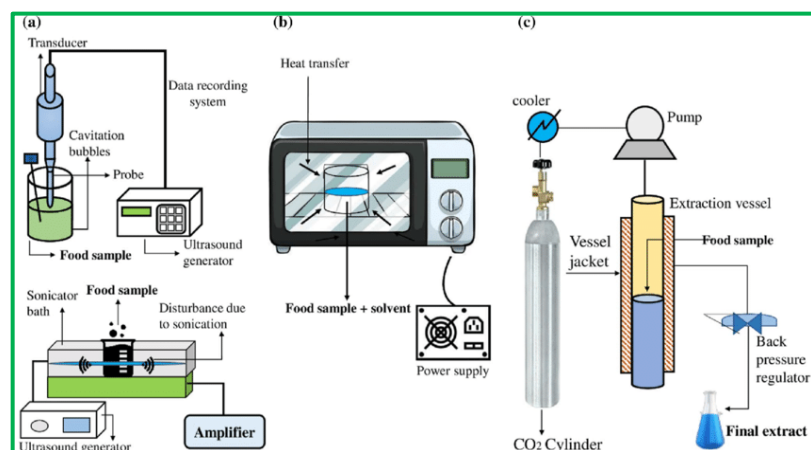 (a)
Transducer
Data recording
system
Cavitation
bubbles
Probe
Food sample
Ultrasound
generator
Sonicator
bath
Food sample
Disturbance due
to sonication
Ultrasound generator
Amplifier
(b)
Heat transfer
Food sample + solvent
Power supply
(c)
cooler
Pump
Extraction vessel
Vessel
jacket
Food sample
Back
pressure
regulator
Final extract
CO2 Cylinder